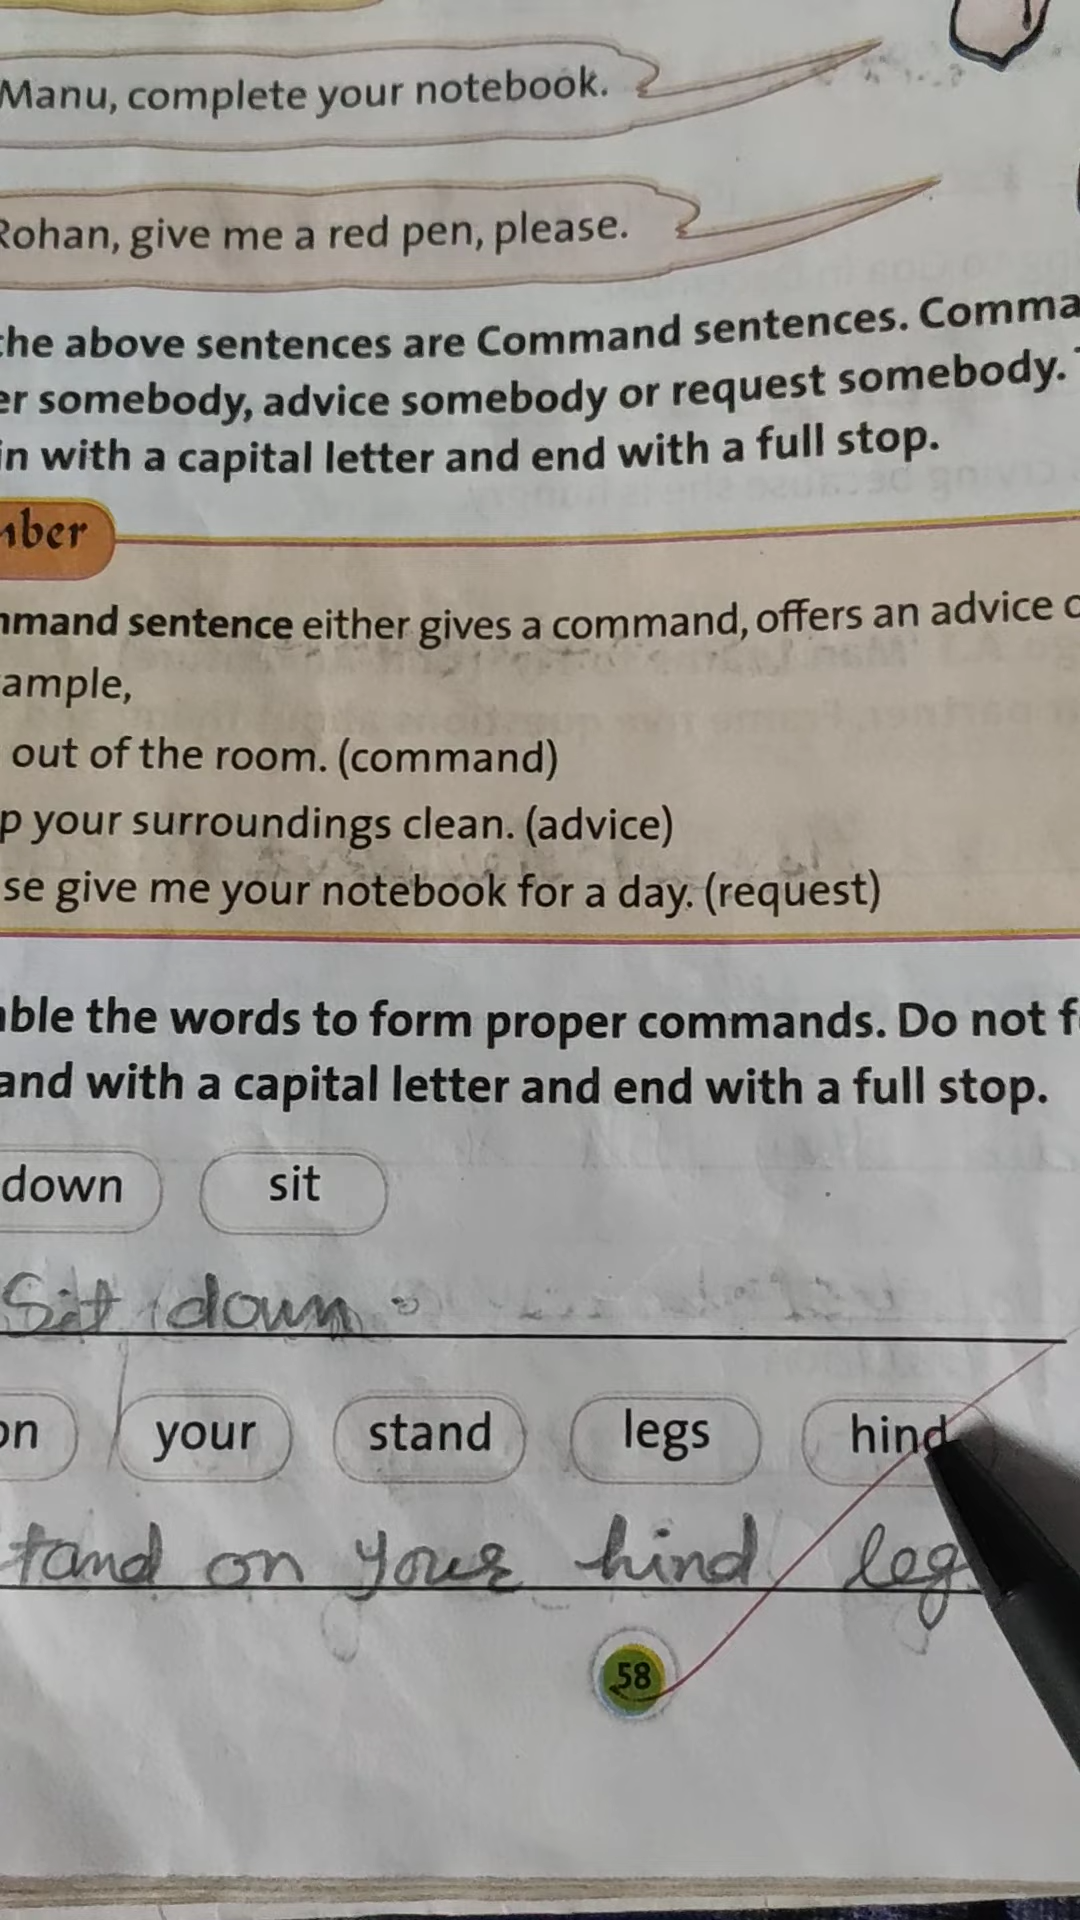 Manu, complete your notebook.
Rohan, give me a red pen, please.
the above sentences are Command sentences. Comma
er somebody, advice somebody or request somebody.
in with a capital letter and end with a full stop.
mber
mmand sentence either gives a command, offers an advice o
ample,
out of the room. (command)
p your surroundings clean. (advice)
se give me your notebook for a day. (request)
ble the words to form proper commands. Do not f
and with a capital letter and end with a full stop.
down sit
Sit down.
on your stand legs hind
tand on your hind leg
58